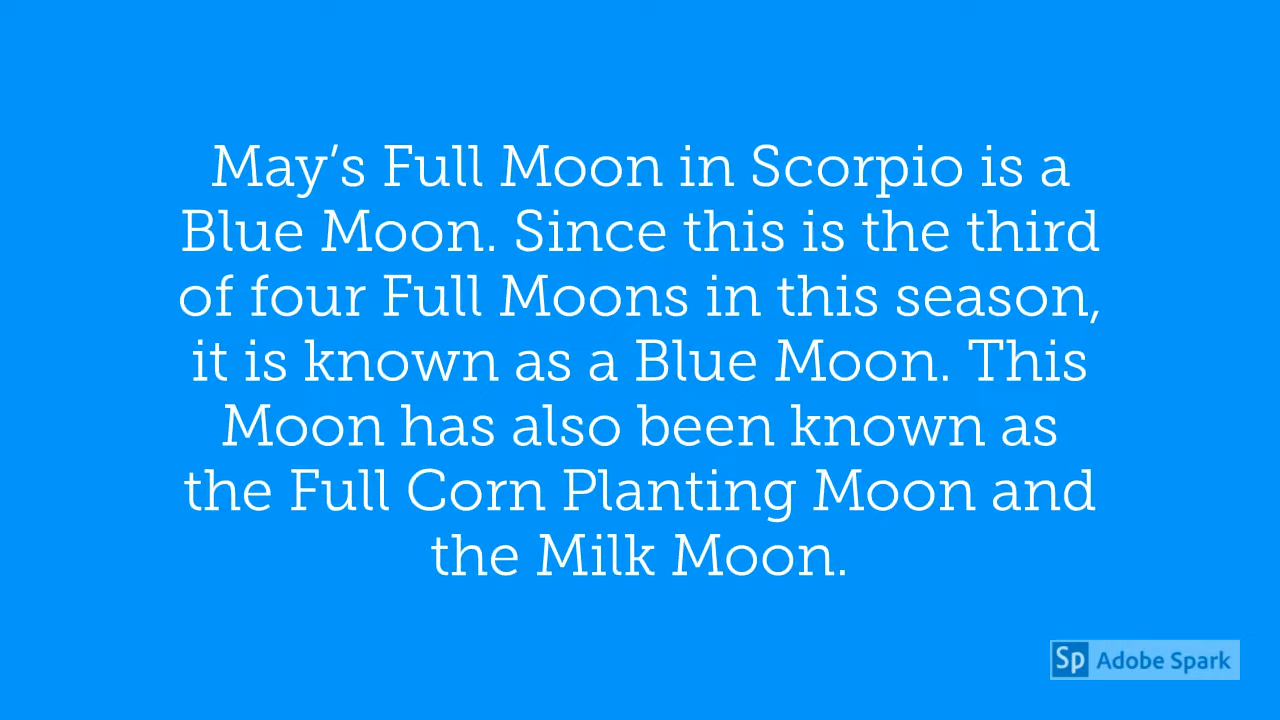 May’s Full Moon in Scorpio is a
Blue Moon. Since this is the third
of four Full Moons in this season,
it is known as a Blue Moon. This
Moon has also been known as
the Full Corn Planting Moon and
the Milk Moon.
Sp Adobe Spark